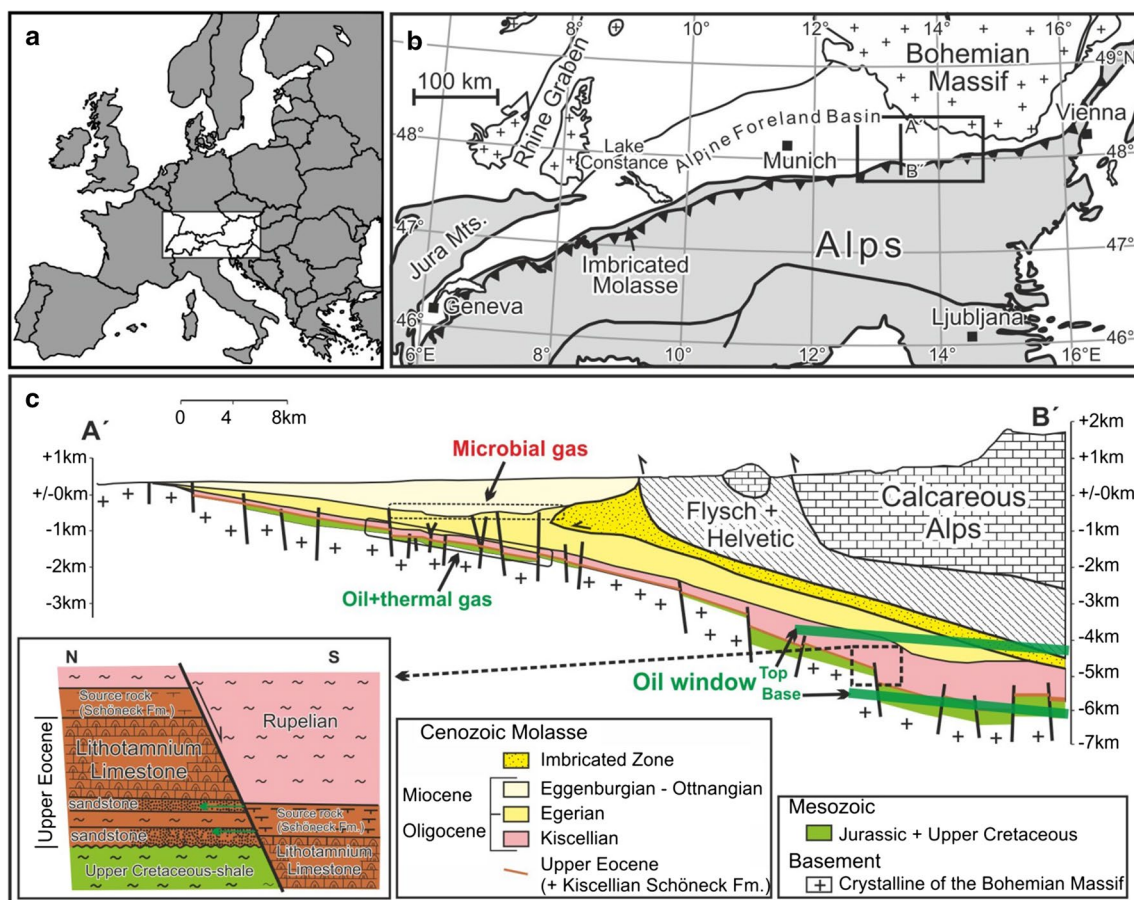 a
b
8°
10°
12°
14°
16°
49°N
100 km
Rhine Graben
Bohemian
Massif
Vienna
48°
Lake
Constance
Alpine Foreland Basin
Munich
A´
B´
48°
47°
Jura Mts.
Imbricated
Molasse
Alps
47°
Geneva
Ljubljana
46°
46°
6°E
8°
10°
12°
14°
16°E
c
0 4 8km
A´
B´
+1km
+/-0km
-1km
-2km
-3km
Microbial gas
Oil+thermal gas
Flysch +
Helvetic
Calcareous
Alps
+2km
+1km
+/-0km
-1km
-2km
-3km
-4km
-5km
-6km
-7km
Oil window
Top
Base
N
S
Source rock
(Schöneck Fm.)
Rupelian
Upper Eocene
Lithotamnium
Limestone
sandstone
sandstone
Source rock
(Schöneck Fm.)
Lithotamnium
Limestone
Upper Cretaceous-shale
Cenozoic Molasse
Imbricated Zone
Miocene
Eggenburgian - Ottnangian
Oligocene
Egerian
Kiscellian
Upper Eocene
(+ Kiscellian Schöneck Fm.)
Mesozoic
Jurassic + Upper Cretaceous
Basement
Crystalline of the Bohemian Massif